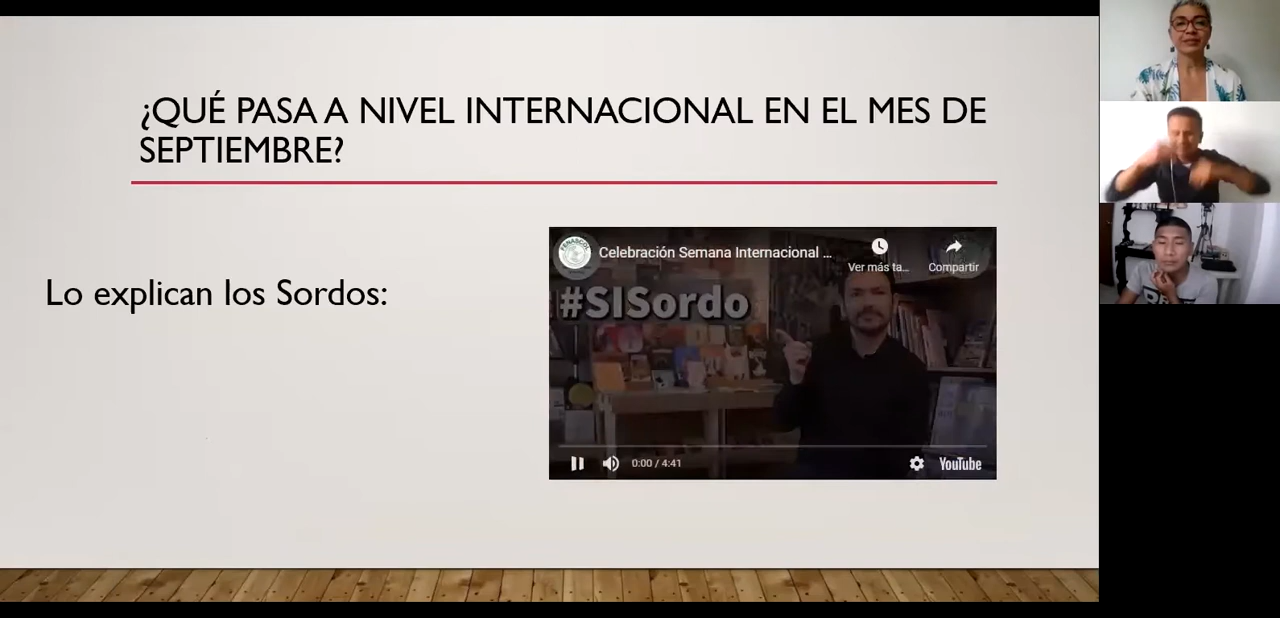 ¿QUÉ PASA A NIVEL INTERNACIONAL EN EL MES DE
SEPTIEMBRE?
Lo explican los Sordos:
FENASCOL
Celebración Semana Internacional ...
Ver más ta...
Compartir
#SISordo
0:00 / 4:41
YouTube